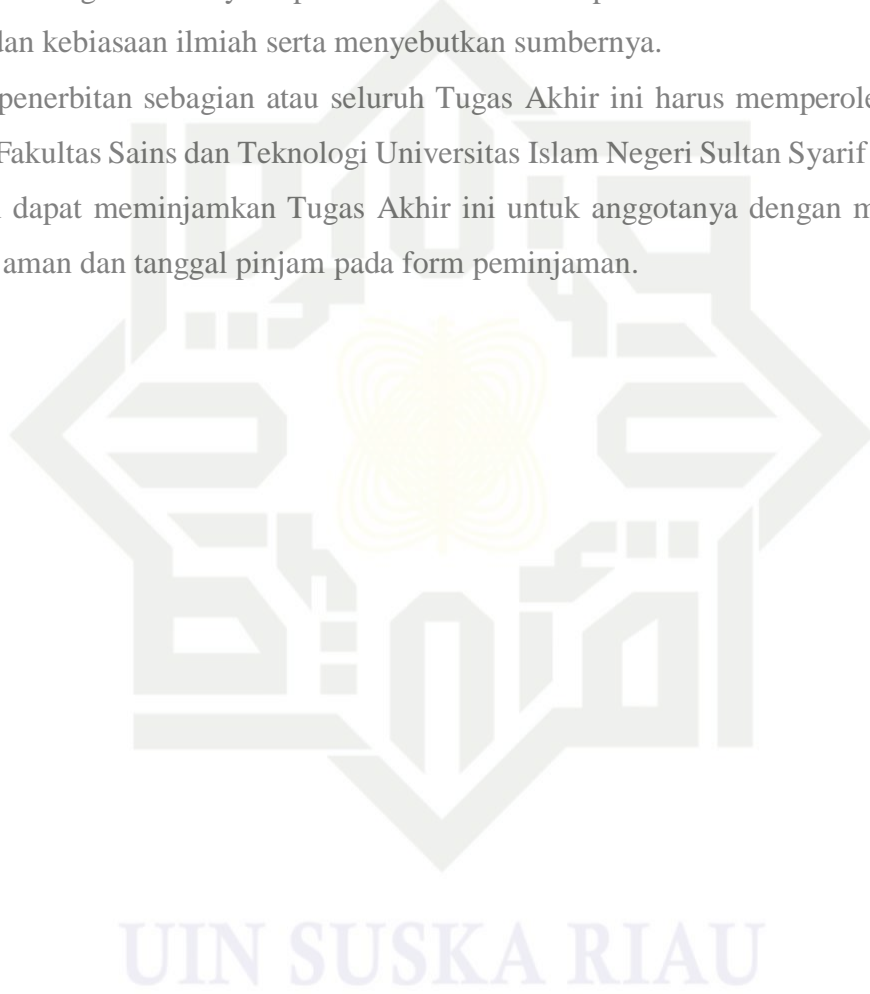 dan kebiasaan ilmiah serta menyebutkan sumbernya.
penerbitan sebagian atau seluruh Tugas Akhir ini harus memperole
Fakultas Sains dan Teknologi Universitas Islam Negeri Sultan Syarif
dapat meminjamkan Tugas Akhir ini untuk anggotanya dengan m
aman dan tanggal pinjam pada form peminjaman.
UIN SUSKA RIAU